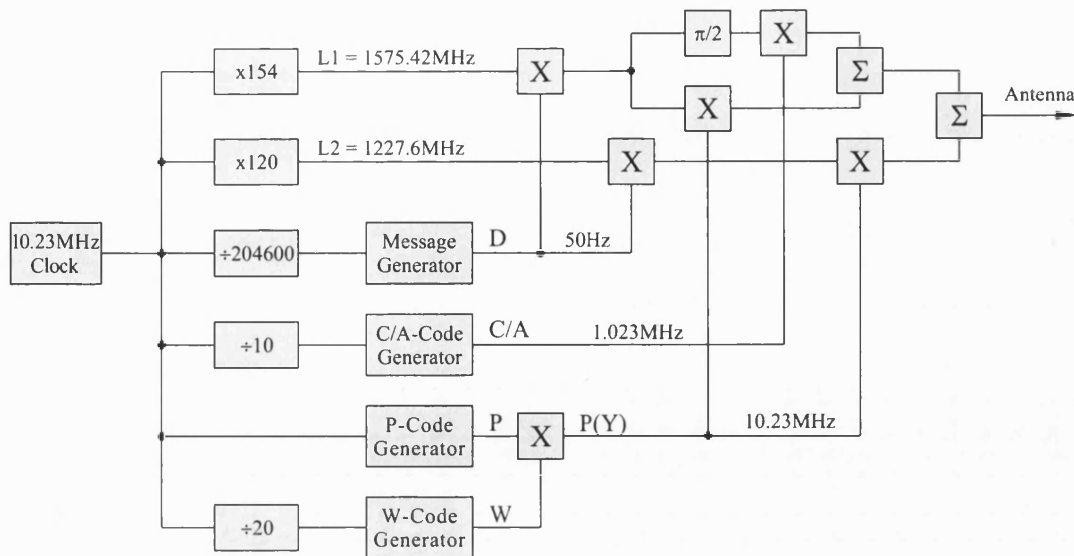 π/2
X
x154
L1 = 1575.42MHz
X
Σ
X
Antenna
Σ
x120
L2 = 1227.6MHz
X
X
10.23MHz
Clock
÷204600
Message
Generator
D
50Hz
÷10
C/A-Code
Generator
C/A
1.023MHz
P-Code
Generator
P
X
P(Y)
10.23MHz
÷20
W-Code
Generator
W